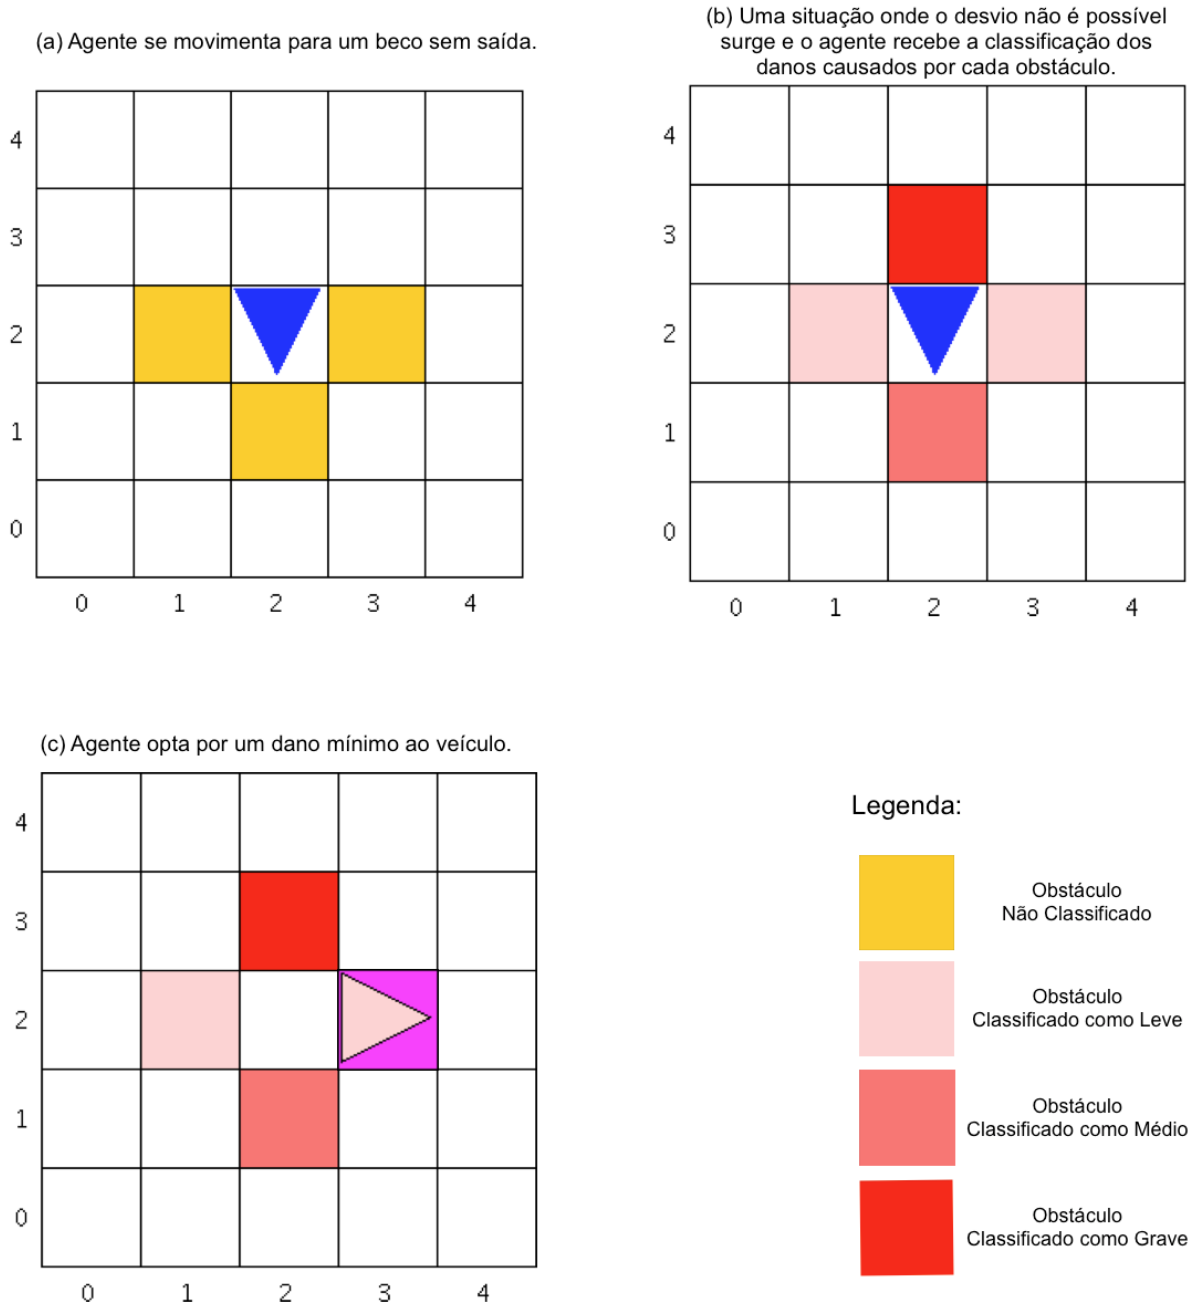 (a) Agente se movimenta para um beco sem saída.
4
3
2
1
0
0 1 2 3 4
(b) Uma situação onde o desvio não é possível
surge e o agente recebe a classificação dos
danos causados por cada obstáculo.
4
3
2
1
0
0 1 2 3 4
(c) Agente opta por um dano mínimo ao veículo.
4
3
2
1
0
0 1 2 3 4
Legenda:
Obstáculo
Não Classificado
Obstáculo
Classificado como Leve
Obstáculo
Classificado como Médio
Obstáculo
Classificado como Grave